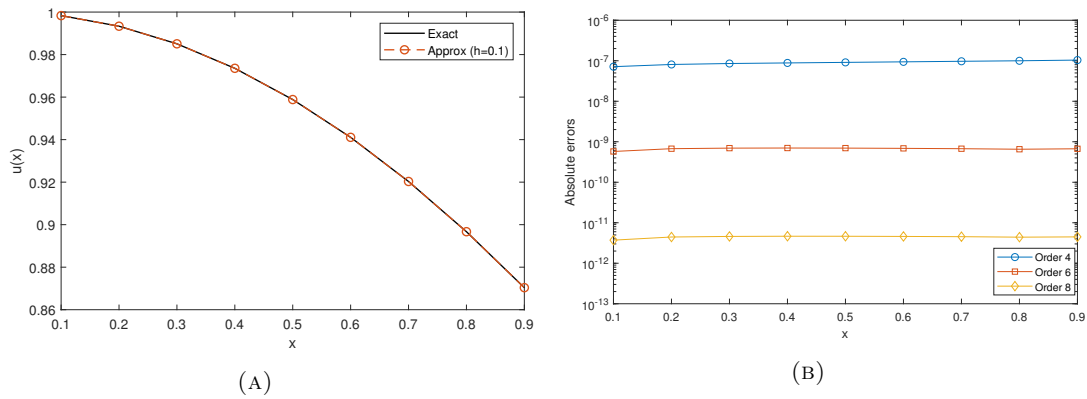 1
0.98
0.96
0.94
0.92
0.9
0.88
0.86
u(x)
Exact
Approx (h=0.1)
0.1 0.2 0.3 0.4 0.5 0.6 0.7 0.8 0.9
x
(A)
10^-6
10^-7
10^-8
10^-9
10^-10
10^-11
10^-12
10^-13
Absolute errors
Order 4
Order 6
Order 8
0.1 0.2 0.3 0.4 0.5 0.6 0.7 0.8 0.9
x
(B)